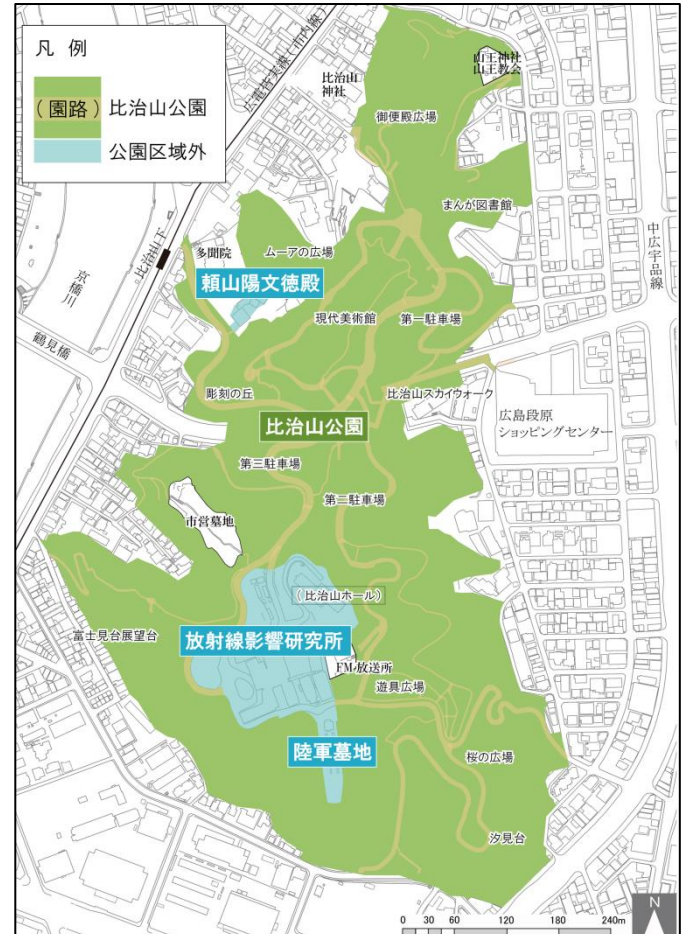 凡 例
(園路) 比治山公園
公園区域外
広電皆実線(市内線)
比治山
神社
山王神社
山王教会
御便殿広場
まんが図書館
多聞院
ムーアの広場
比治山下
京橋川
頼山陽文徳殿
中広宇品線
現代美術館
第一駐車場
鶴見橋
彫刻の丘
比治山スカイウォーク
広島段原
ショッピングセンター
比治山公園
第三駐車場
第二駐車場
市営墓地
(比治山ホール)
富士見台展望台
放射線影響研究所
FM放送所
遊具広場
陸軍墓地
桜の広場
汐見台
N
0 30 60 120 180 240m